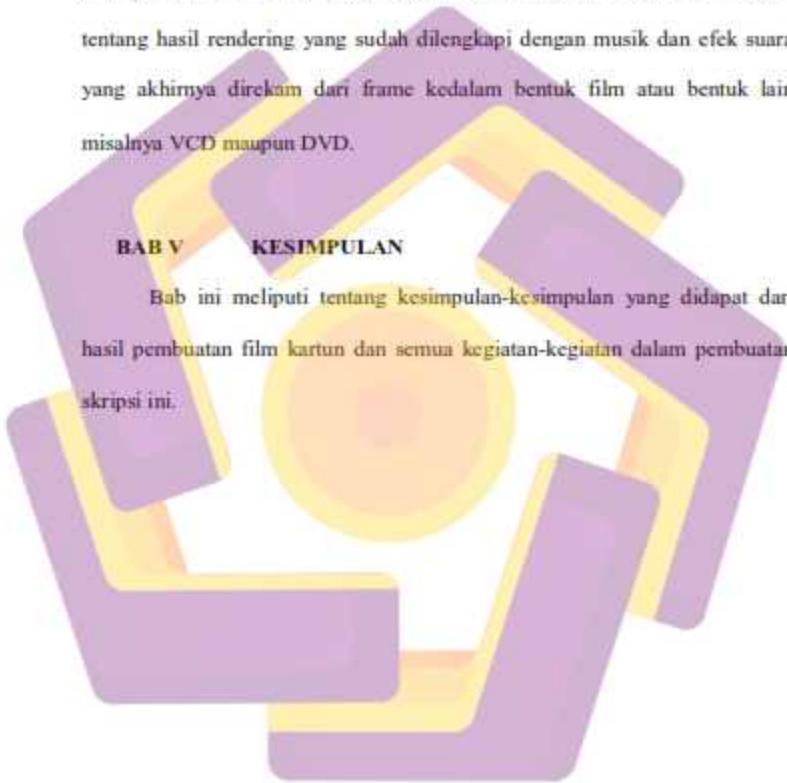 tentang hasil rendering yang sudah dilengkapi dengan musik dan efek suara
yang akhirnya direkam dari frame kedalam bentuk film atau bentuk lain
misalnya VCD maupun DVD.
BAB V KESIMPULAN
Bab ini meliputi tentang kesimpulan-kesimpulan yang didapat dari
hasil pembuatan film kartun dan semua kegiatan-kegiatan dalam pembuatan
skripsi ini.